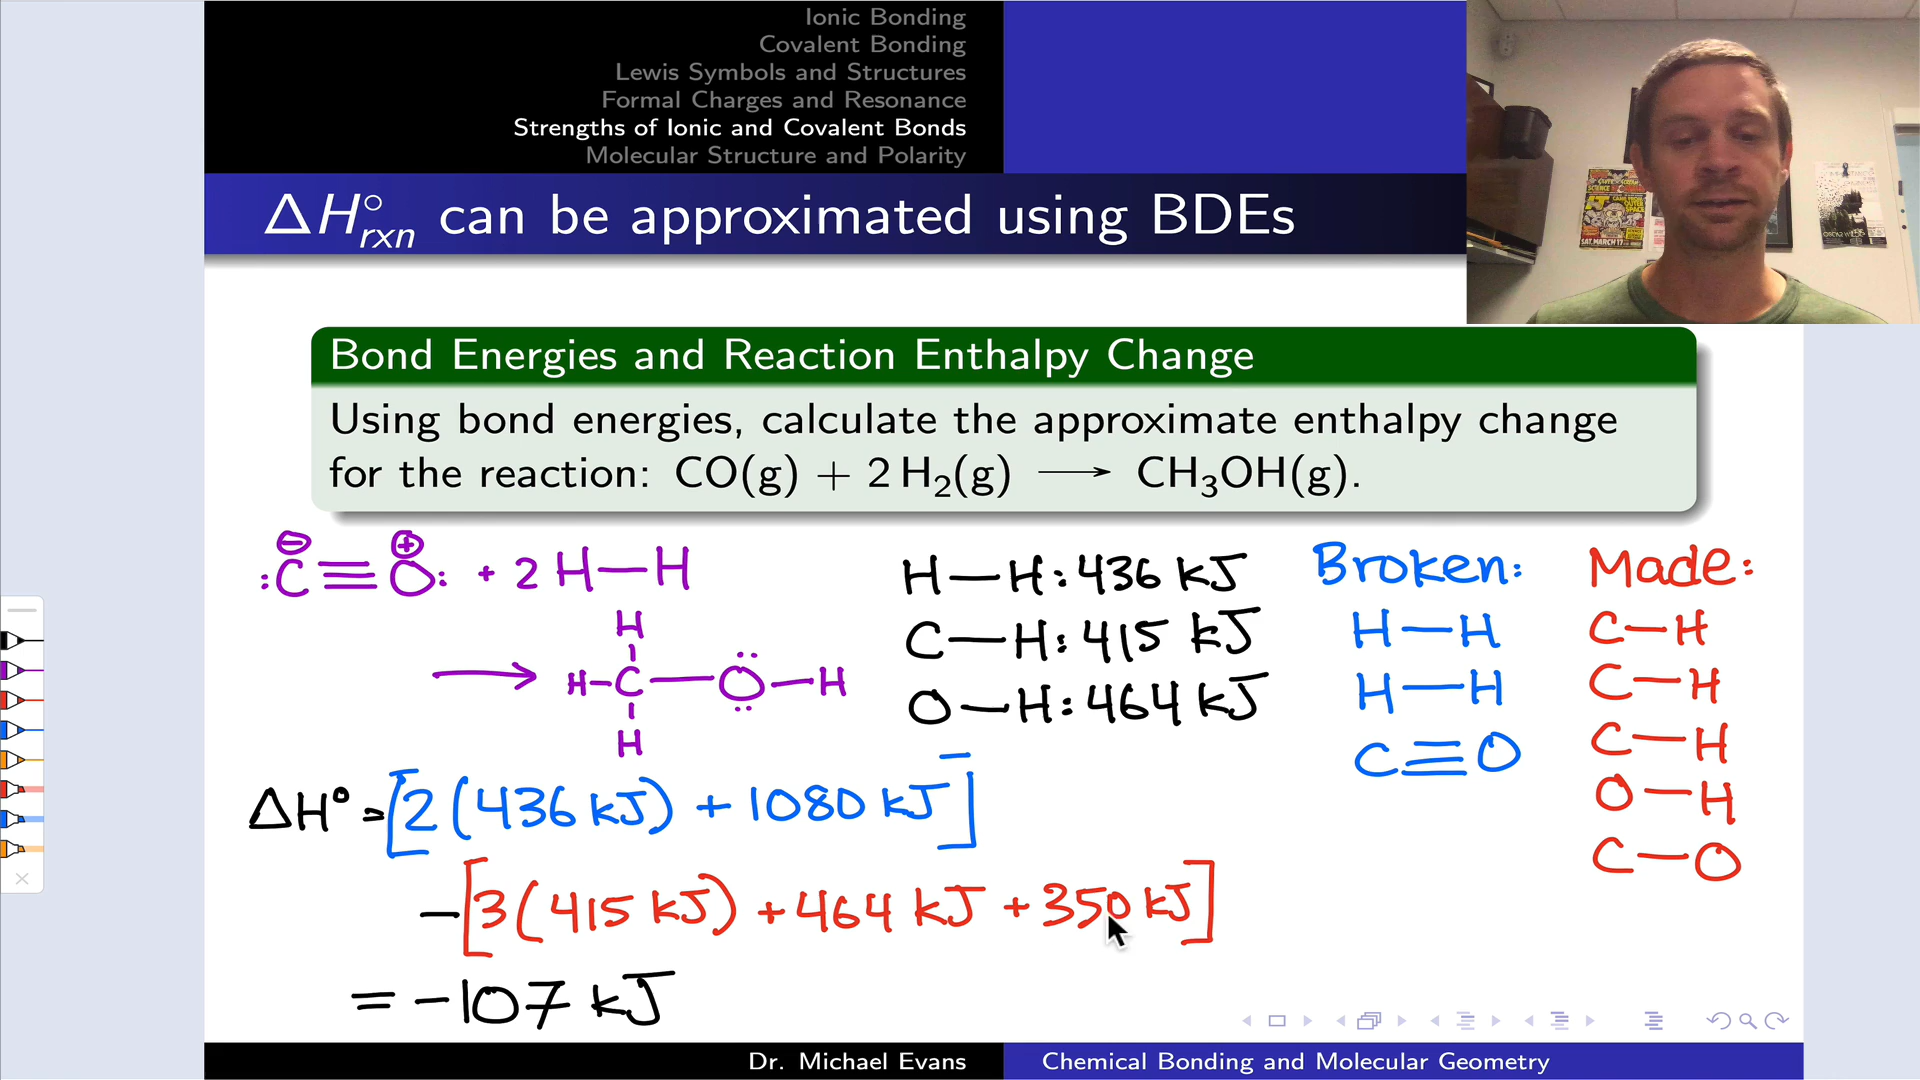 Ionic Bonding
Covalent Bonding
Lewis Symbols and Structures
Formal Charges and Resonance
Strengths of Ionic and Covalent Bonds
Molecular Structure and Polarity
ΔH°rxn can be approximated using BDEs
Bond Energies and Reaction Enthalpy Change
Using bond energies, calculate the approximate enthalpy change
for the reaction: CO(g) + 2 H₂(g) ⟶ CH₃OH(g).
⊖ ⊕
:C≡O: + 2 H—H
H
→ H–C—O—H
H
H—H: 436 kJ
C—H: 415 kJ
O—H: 464 kJ
Broken:
H—H
H—H
C≡O
Made:
C—H
C—H
C—H
O—H
C—O
ΔH° = [2(436 kJ) + 1080 kJ]
−[3(415 kJ) + 464 kJ + 350 kJ]
= −107 kJ
SAT. MARCH 17
Dr. Michael Evans
Chemical Bonding and Molecular Geometry